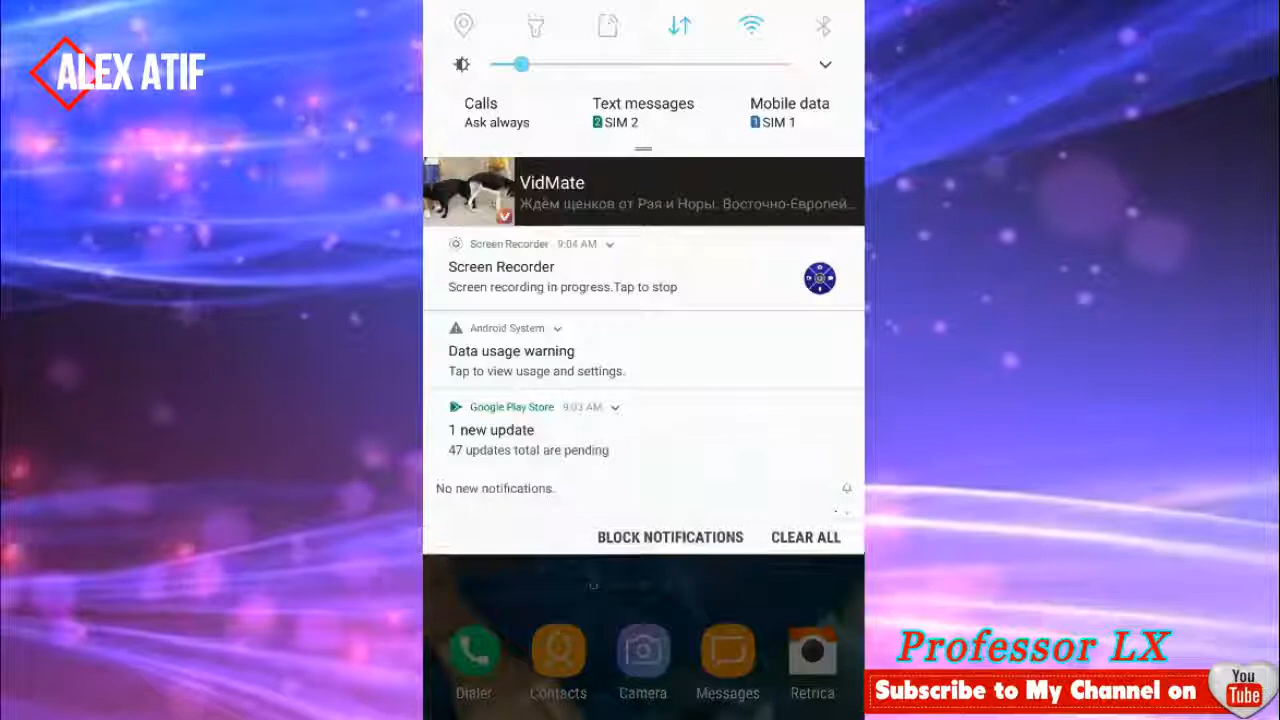 ALEX ATIF
Calls
Ask always
Text messages
2 SIM 2
Mobile data
1 SIM 1
VidMate
Ждём щенков от Рая и Норы. Восточно-Европей...
Screen Recorder 9:04 AM
Screen Recorder
Screen recording in progress.Tap to stop
Android System
Data usage warning
Tap to view usage and settings.
Google Play Store 9:03 AM
1 new update
47 updates total are pending
No new notifications.
BLOCK NOTIFICATIONS CLEAR ALL
Dialer
Contacts
Camera
Messages
Retrica
Professor LX
Subscribe to My Channel on
You
Tube